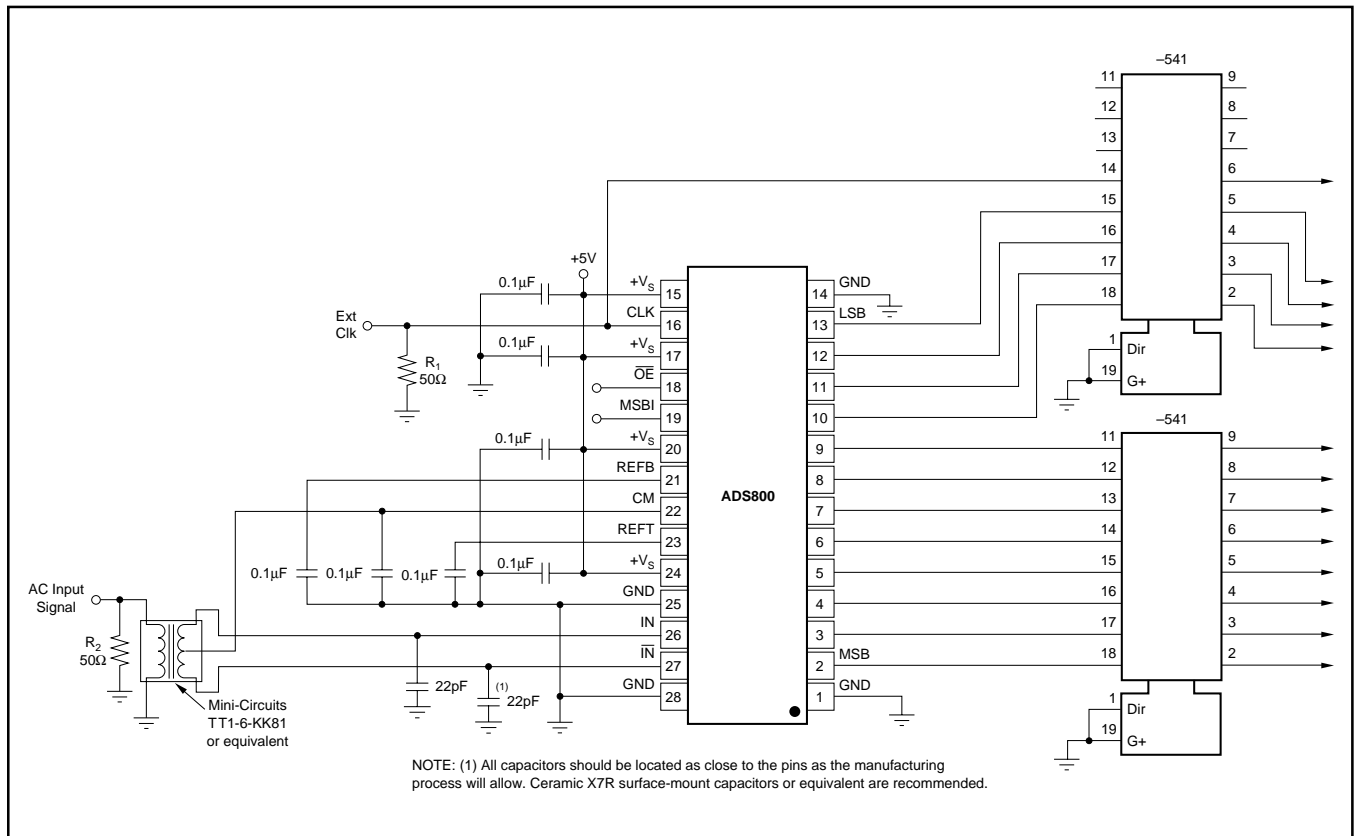 –541
11 9
12 8
13 7
14 6
15 5
16 4
17 3
18 2
1 Dir
19 G+
+5V
0.1µF +VS 15 14 GND
Ext
Clk
CLK 16 13 LSB
0.1µF +VS 17 12
R1
50Ω
OE 18 11
MSBI 19 10
0.1µF +VS 20 9
REFB 21 8
ADS800
CM 22 7
REFT 23 6
0.1µF 0.1µF 0.1µF 0.1µF +VS 24 5
GND 25 4
AC Input
Signal
IN 26 3
R2
50Ω
IN 27 2 MSB
22pF (1) 22pF
GND 28 1 GND
Mini-Circuits
TT1-6-KK81
or equivalent
–541
11 9
12 8
13 7
14 6
15 5
16 4
17 3
18 2
1 Dir
19 G+
NOTE: (1) All capacitors should be located as close to the pins as the manufacturing
process will allow. Ceramic X7R surface-mount capacitors or equivalent are recommended.